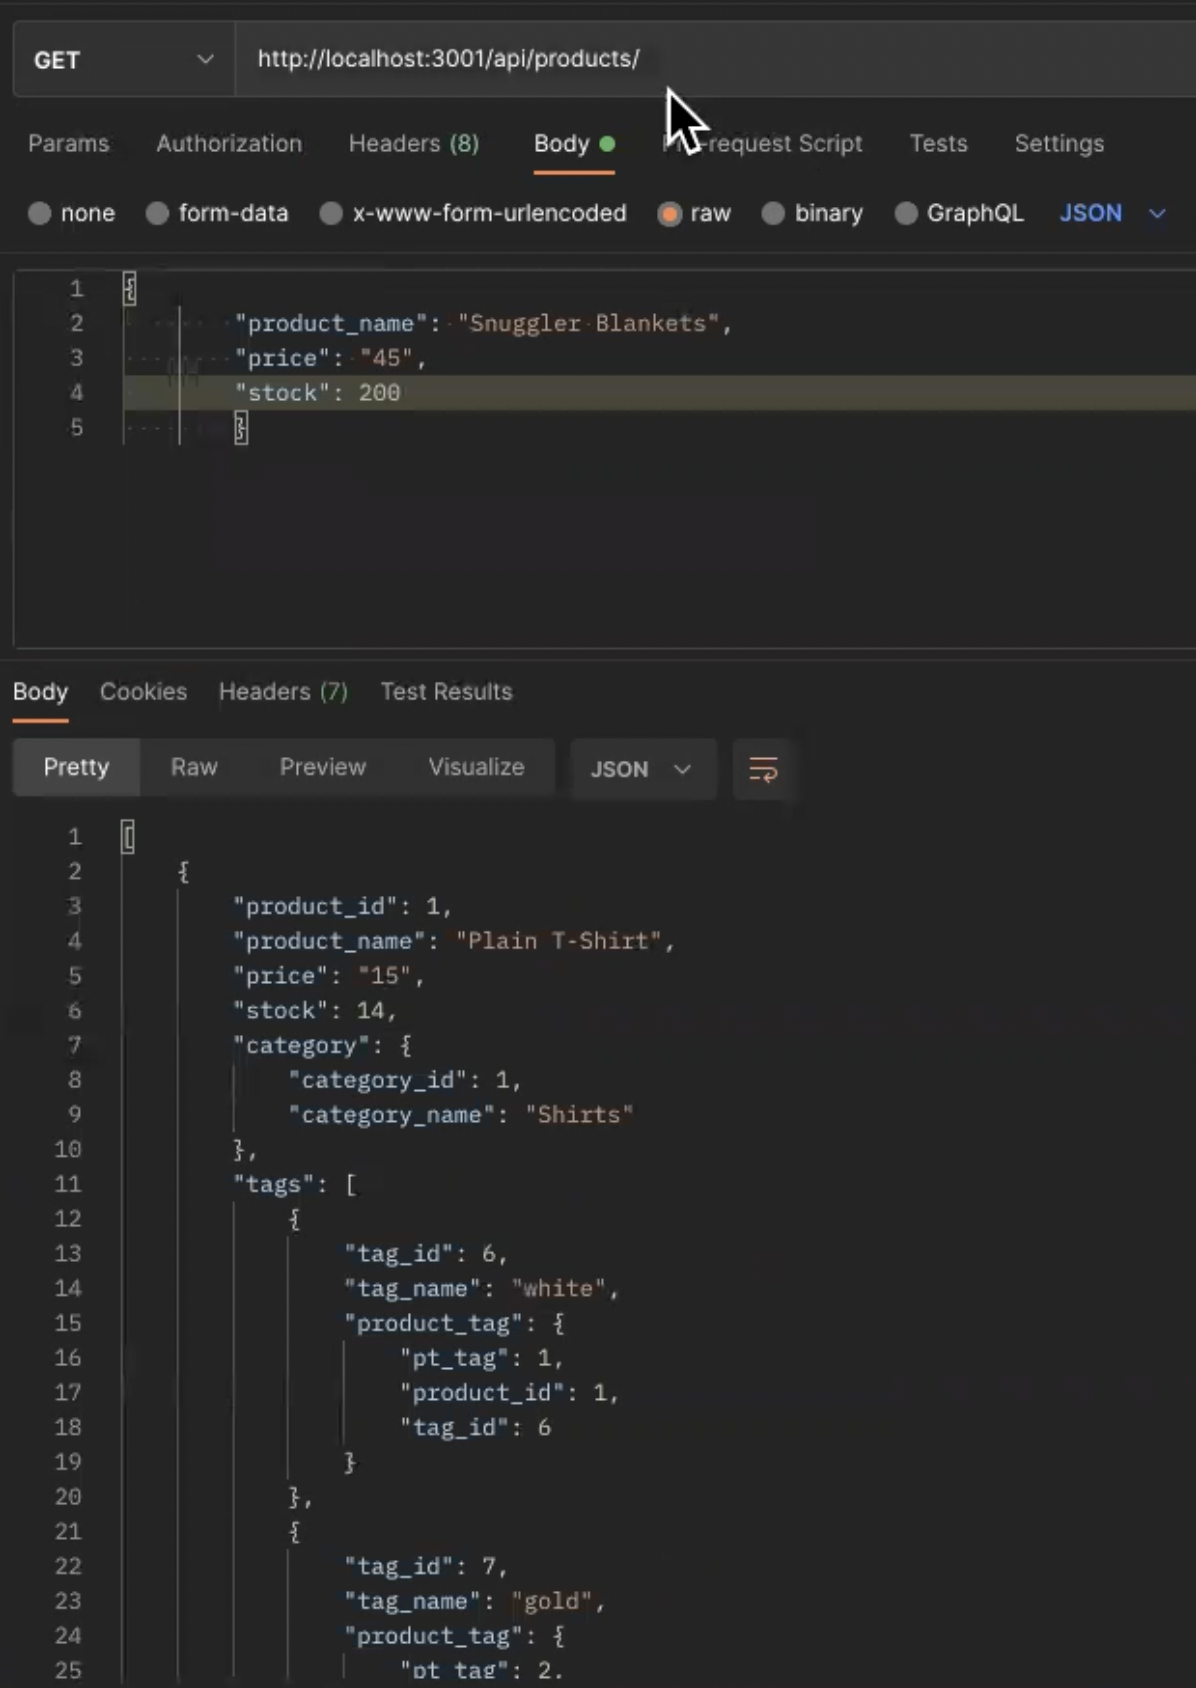 GET http://localhost:3001/api/products/
Params Authorization Headers (8) Body Pre-request Script Tests Settings
none form-data x-www-form-urlencoded raw binary GraphQL JSON
1 {
2 "product_name": "Snuggler Blankets",
3 "price": "45",
4 "stock": 200
5 }
Body Cookies Headers (7) Test Results
Pretty Raw Preview Visualize JSON
1 [
2 {
3 "product_id": 1,
4 "product_name": "Plain T-Shirt",
5 "price": "15",
6 "stock": 14,
7 "category": {
8 "category_id": 1,
9 "category_name": "Shirts"
10 },
11 "tags": [
12 {
13 "tag_id": 6,
14 "tag_name": "white",
15 "product_tag": {
16 "pt_tag": 1,
17 "product_id": 1,
18 "tag_id": 6
19 }
20 },
21 {
22 "tag_id": 7,
23 "tag_name": "gold",
24 "product_tag": {
25 "pt_tag": 2,